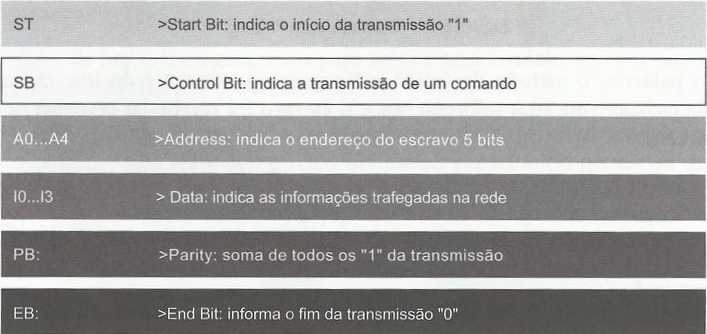 ST >Start Bit: indica o início da transmissão "1"
SB >Control Bit: indica a transmissão de um comando
A0...A4 >Address: indica o endereço do escravo 5 bits
I0...I3 > Data: indica as informações trafegadas na rede
PB: >Parity: soma de todos os "1" da transmissão
EB: >End Bit: informa o fim da transmissão "0"